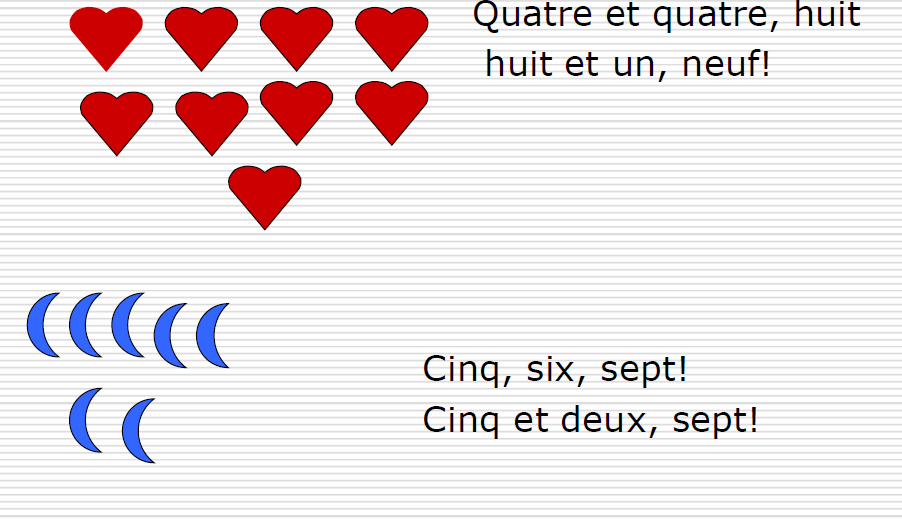 Quatre et quatre, huit
huit et un, neuf!
Cinq, six, sept!
Cinq et deux, sept!